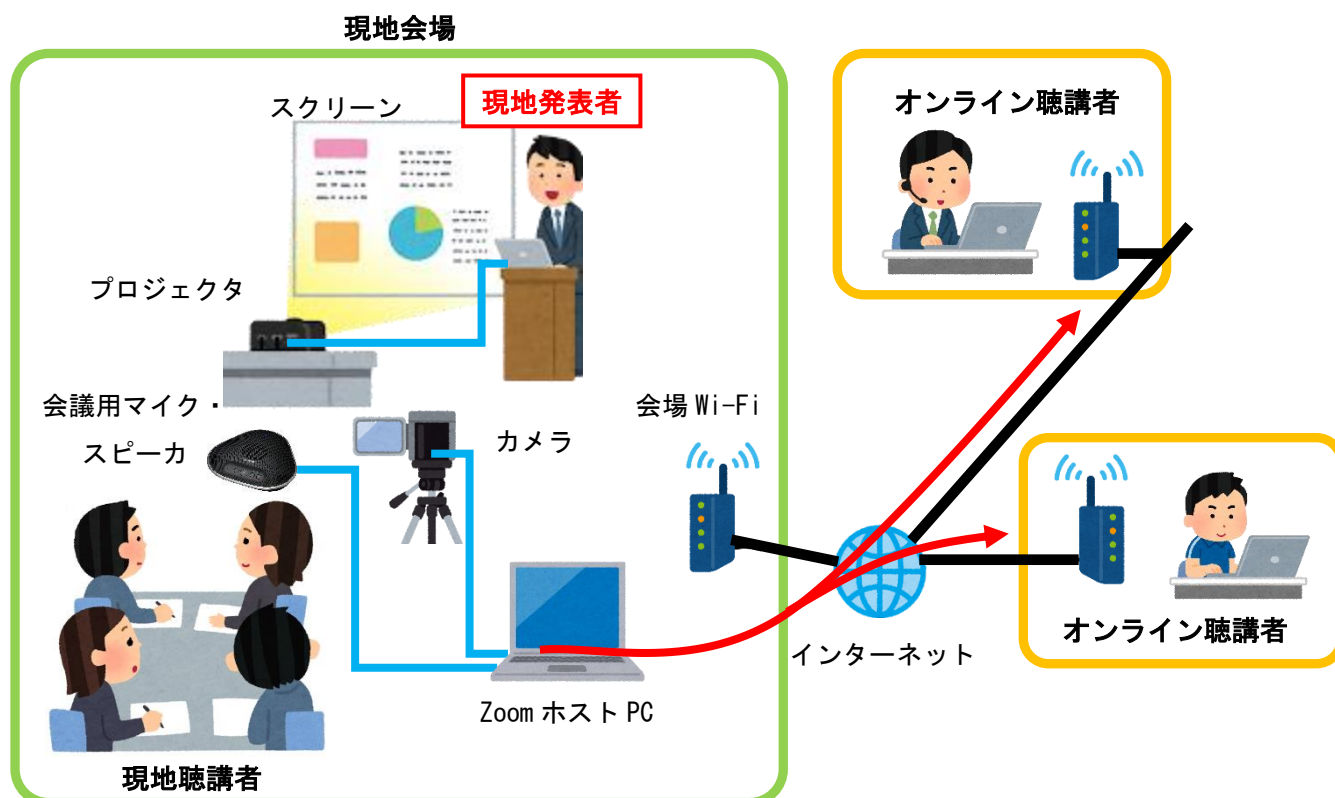 現地会場
スクリーン
現地発表者
オンライン聴講者
プロジェクタ
会議用マイク・
スピーカ
カメラ
会場 Wi-Fi
オンライン聴講者
インターネット
Zoom ホスト PC
現地聴講者